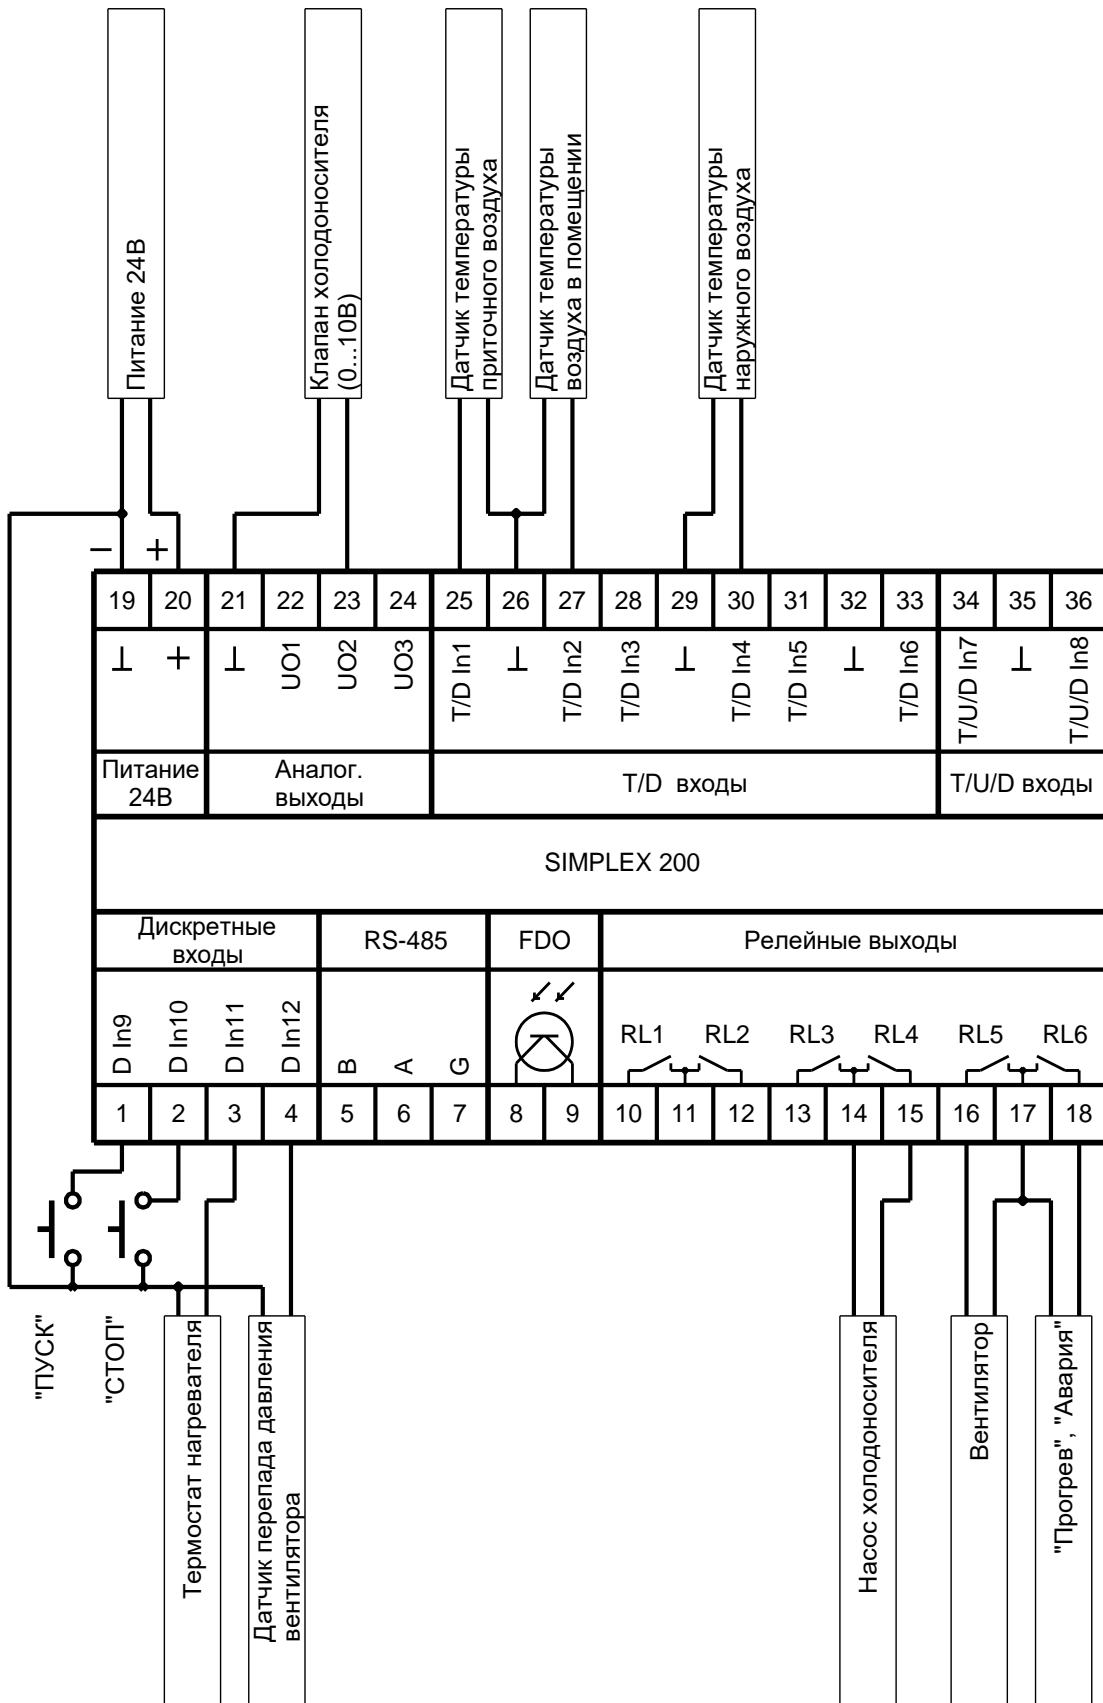 Питание 24В
Клапан холодоносителя
(0...10В)
Датчик температуры
приточного воздуха
Датчик температуры
воздуха в помещении
Датчик температуры
наружного воздуха
− +
19 20 21 22 23 24 25 26 27 28 29 30 31 32 33 34 35 36
⊥ + ⊥ UO1 UO2 UO3 T/D In1 ⊥ T/D In2 T/D In3 ⊥ T/D In4 T/D In5 ⊥ T/D In6 T/U/D In7 ⊥ T/U/D In8
Питание
24В
Аналог.
выходы
T/D входы
T/U/D входы
SIMPLEX 200
Дискретные
входы
RS-485
FDO
Релейные выходы
D In9 D In10 D In11 D In12 B A G
RL1 RL2 RL3 RL4 RL5 RL6
1 2 3 4 5 6 7 8 9 10 11 12 13 14 15 16 17 18
"ПУСК"
"СТОП"
Термостат нагревателя
Датчик перепада давления
вентилятора
Насос холодоносителя
Вентилятор
"Прогрев", "Авария"